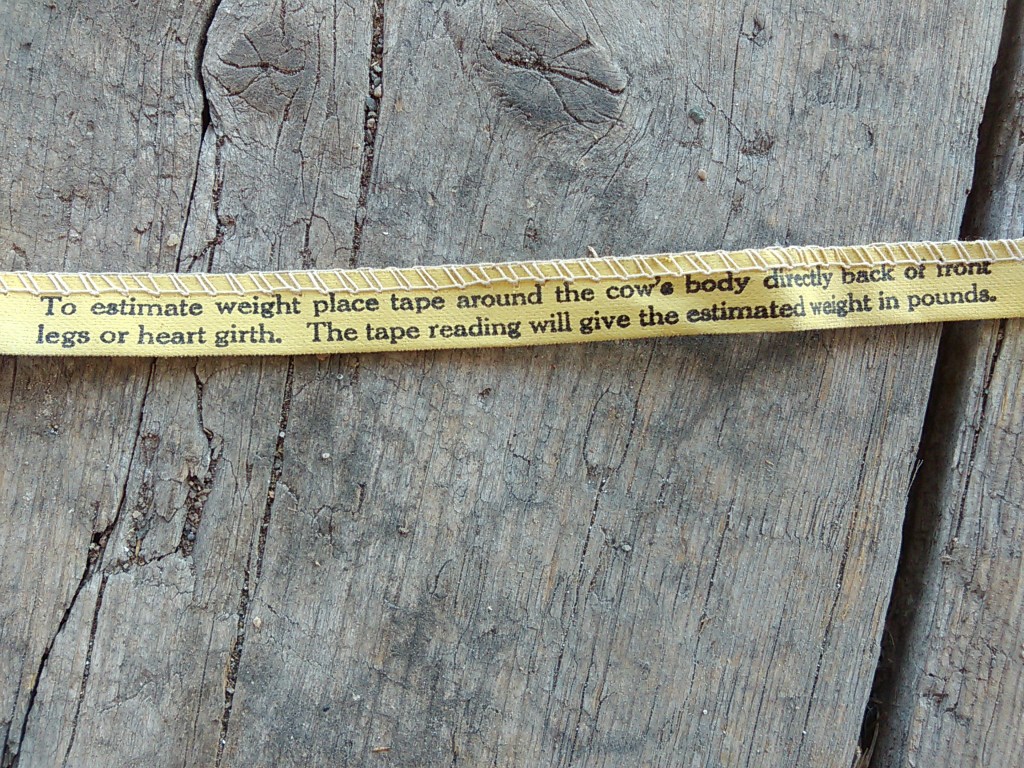 To estimate weight place tape around the cow's body directly back of front
legs or heart girth. The tape reading will give the estimated weight in pounds.